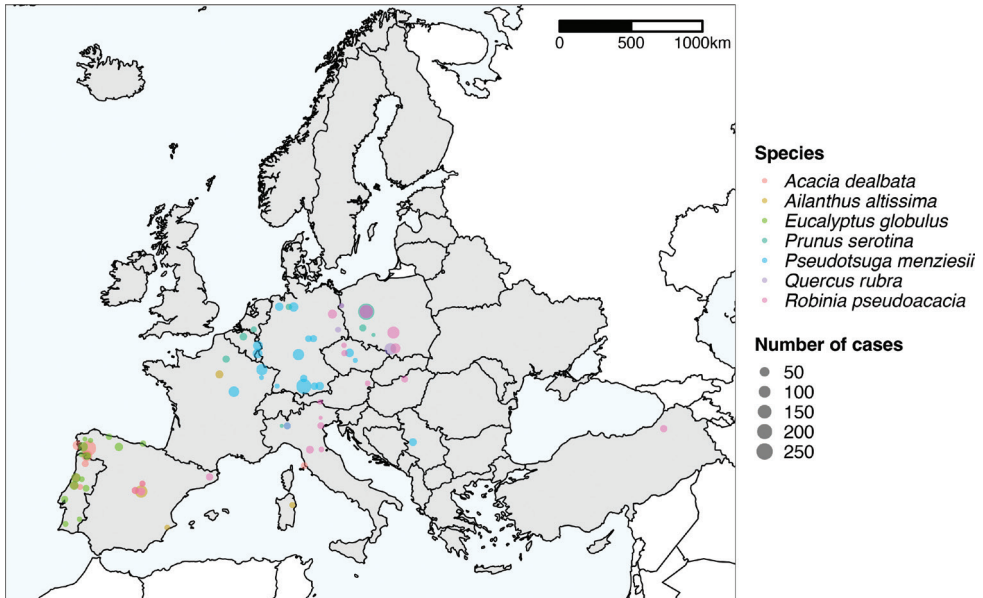 0 500 1000km
Species
Acacia dealbata
Ailanthus altissima
Eucalyptus globulus
Prunus serotina
Pseudotsuga menziesii
Quercus rubra
Robinia pseudoacacia
Number of cases
50
100
150
200
250